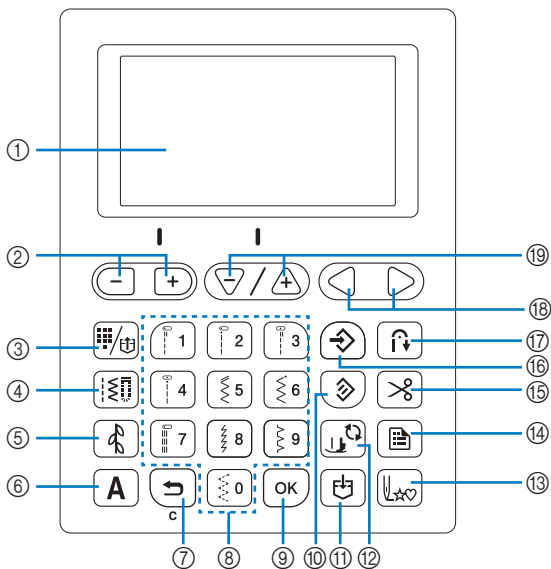 ①
② − + − / + ⑲
⑱
③ / 1 2 3 ⑰
⑯
④ 4 5 6 ⑮
⑤ 7 8 9 ⑭
⑥ A 0 OK
C
⑦ ⑧ ⑨ ⑩ ⑪ ⑫ ⑬